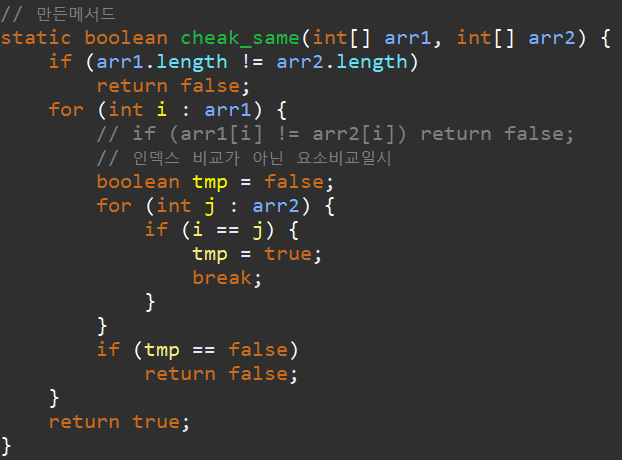 // 만든메서드
static boolean cheak_same(int[] arr1, int[] arr2) {
    if (arr1.length != arr2.length)
        return false;
    for (int i : arr1) {
        // if (arr1[i] != arr2[i]) return false;
        // 인덱스 비교가 아닌 요소비교일시
        boolean tmp = false;
        for (int j : arr2) {
            if (i == j) {
                tmp = true;
                break;
            }
        }
        if (tmp == false)
            return false;
    }
    return true;
}